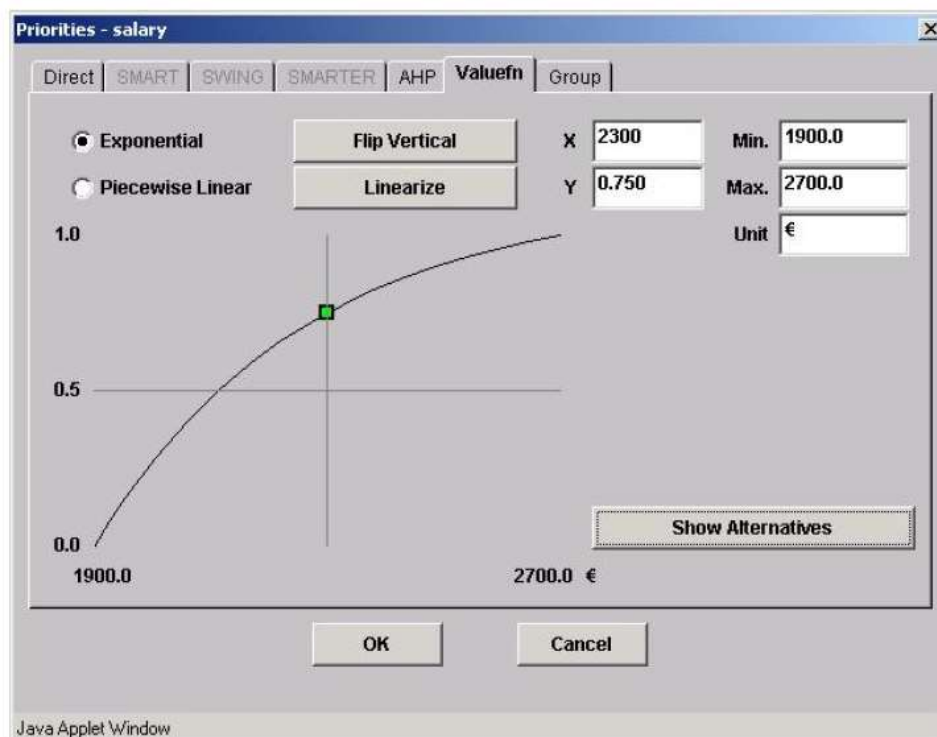 Priorities - salary
Direct SMART SWING SMARTER AHP Valuefn Group
Exponential Flip Vertical X 2300 Min. 1900.0
Piecewise Linear Linearize Y 0.750 Max. 2700.0
1.0 Unit €
0.5
Show Alternatives
0.0
1900.0 2700.0 €
OK Cancel
Java Applet Window